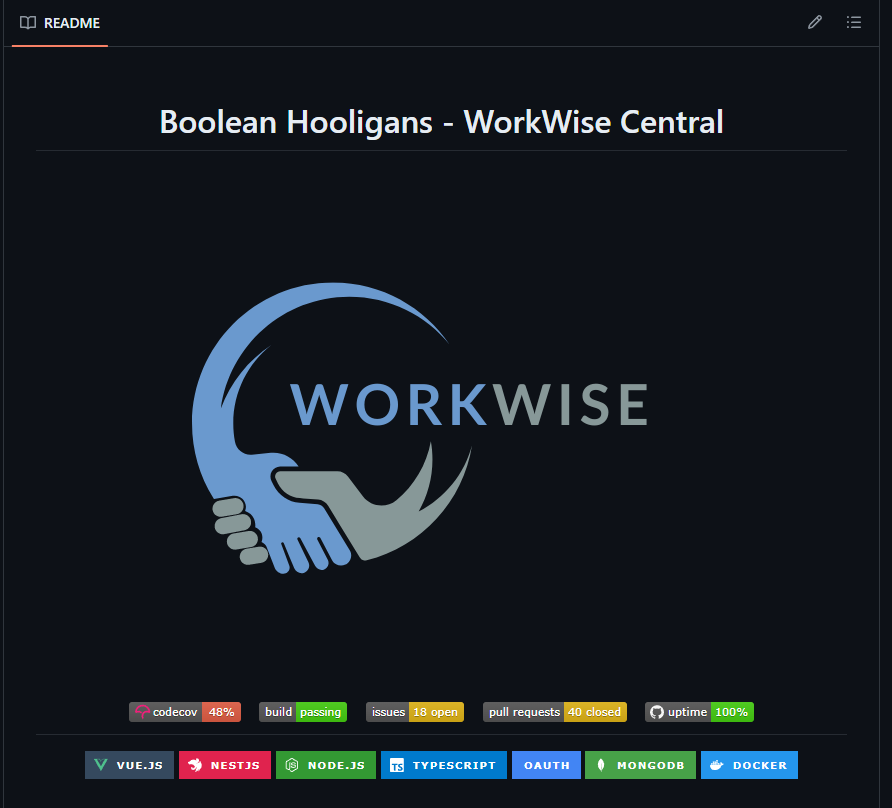 README
Boolean Hooligans - WorkWise Central
WORKWISE
codecov 48% build passing issues 18 open pull requests 40 closed uptime 100%
VUE.JS NESTJS NODE.JS TS TYPESCRIPT OAUTH MONGODB DOCKER